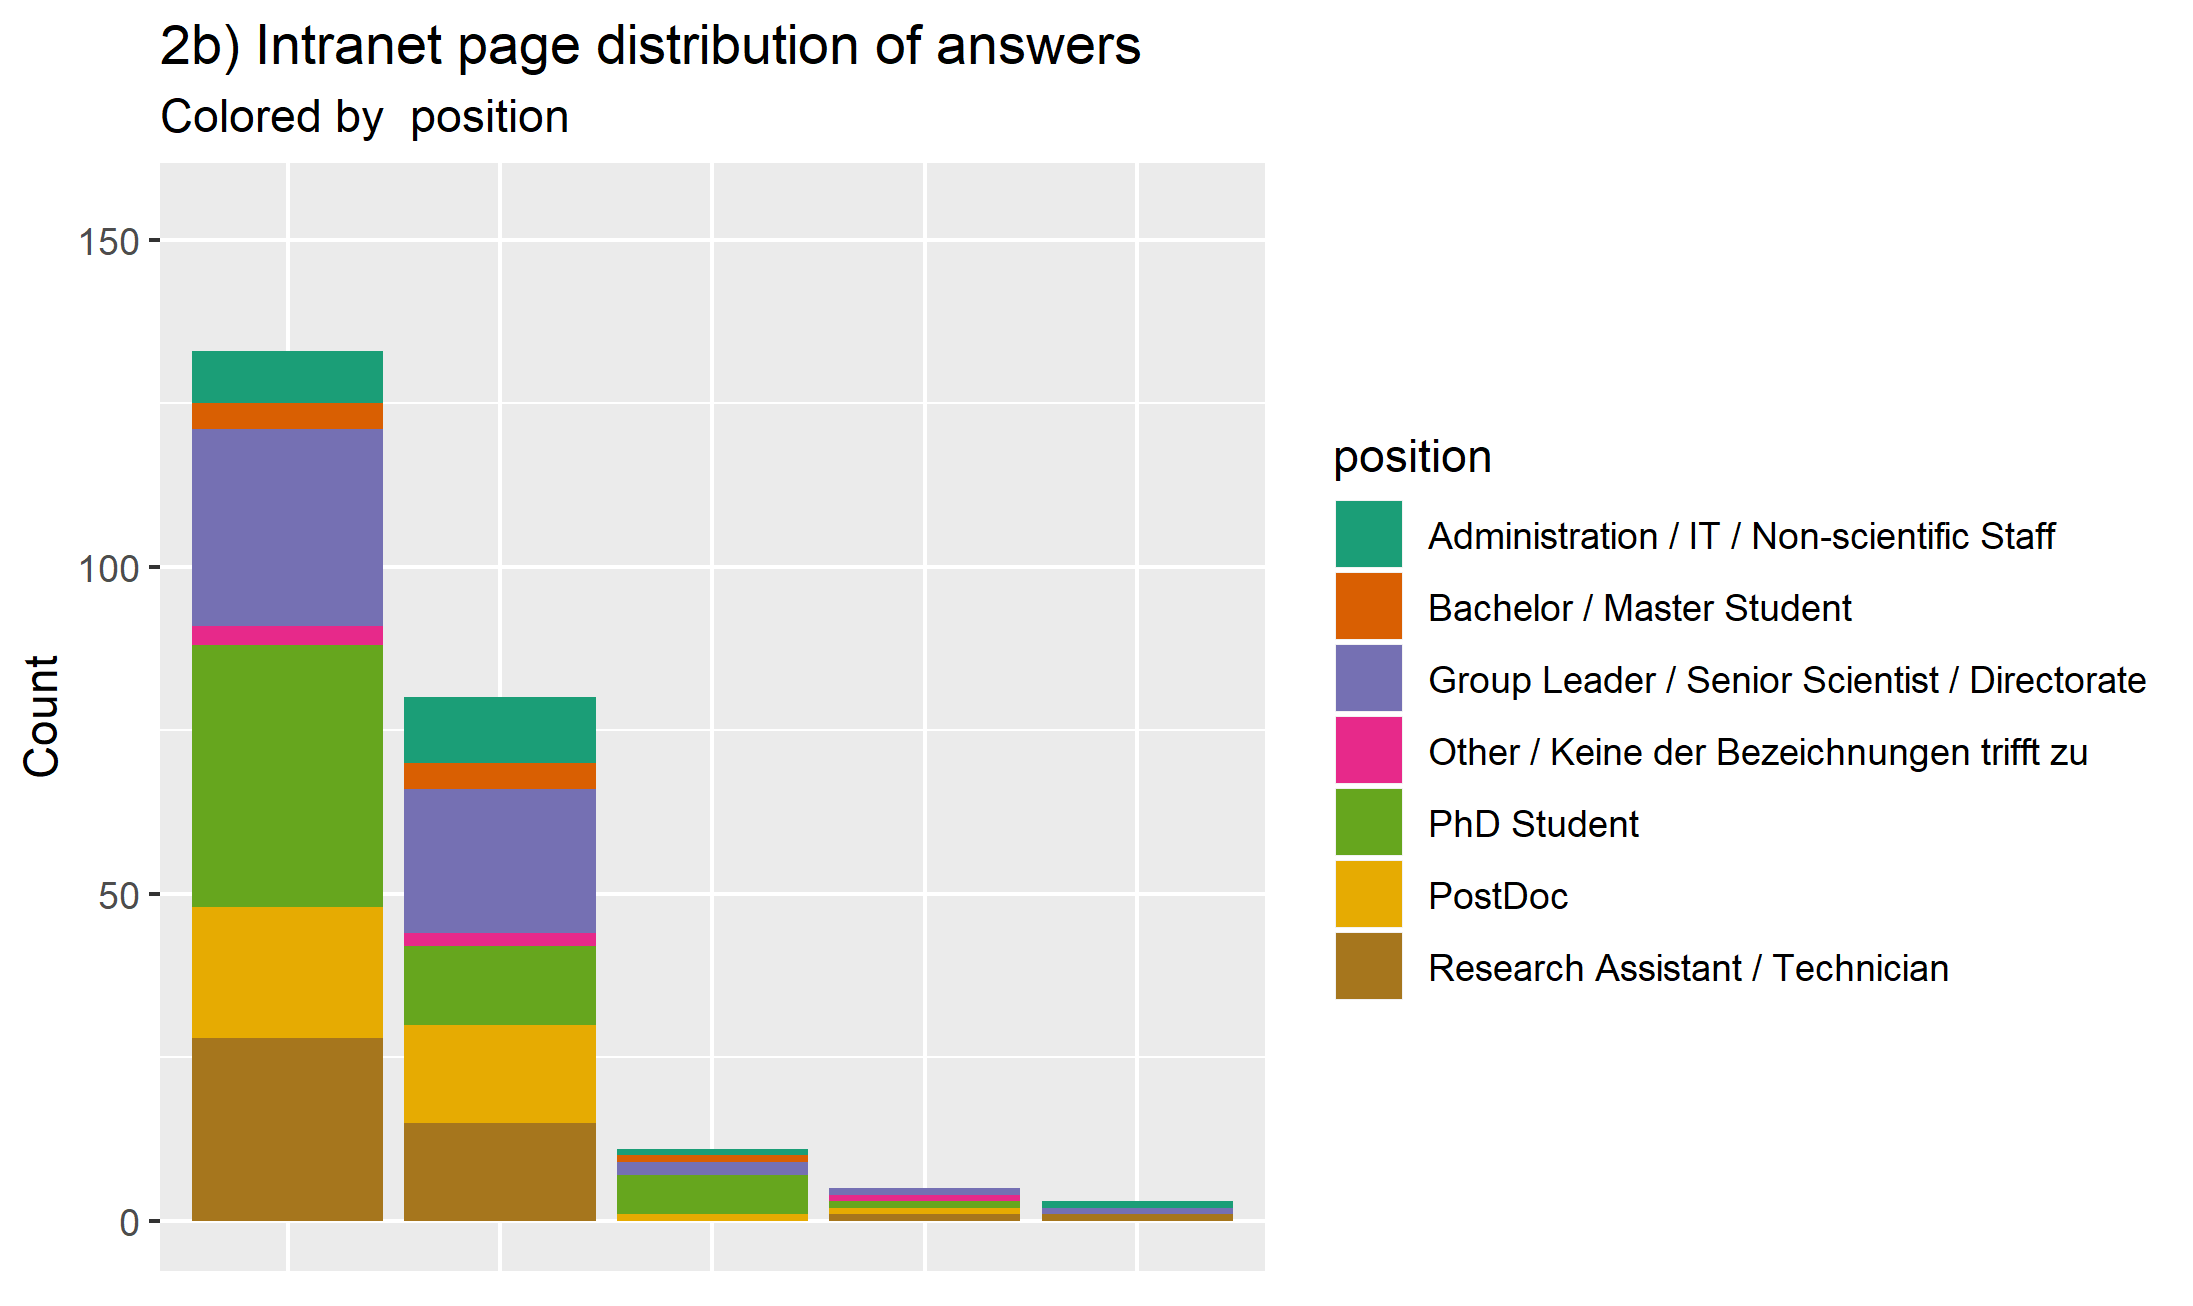 2b) Intranet page distribution of answers
Colored by  position
150
100
50
0
Count
position
Administration / IT / Non-scientific Staff
Bachelor / Master Student
Group Leader / Senior Scientist / Directorate
Other / Keine der Bezeichnungen trifft zu
PhD Student
PostDoc
Research Assistant / Technician